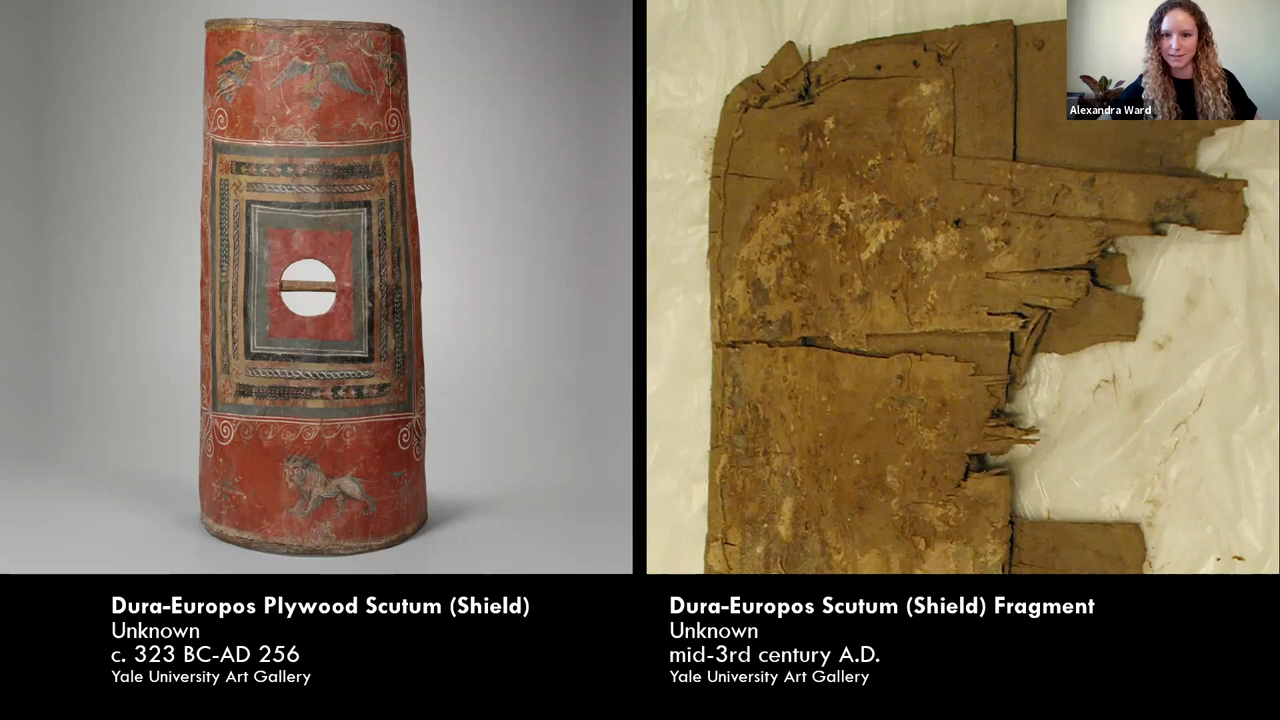 Alexandra Ward
Dura-Europos Plywood Scutum (Shield)
Unknown
c. 323 BC-AD 256
Yale University Art Gallery
Dura-Europos Scutum (Shield) Fragment
Unknown
mid-3rd century A.D.
Yale University Art Gallery